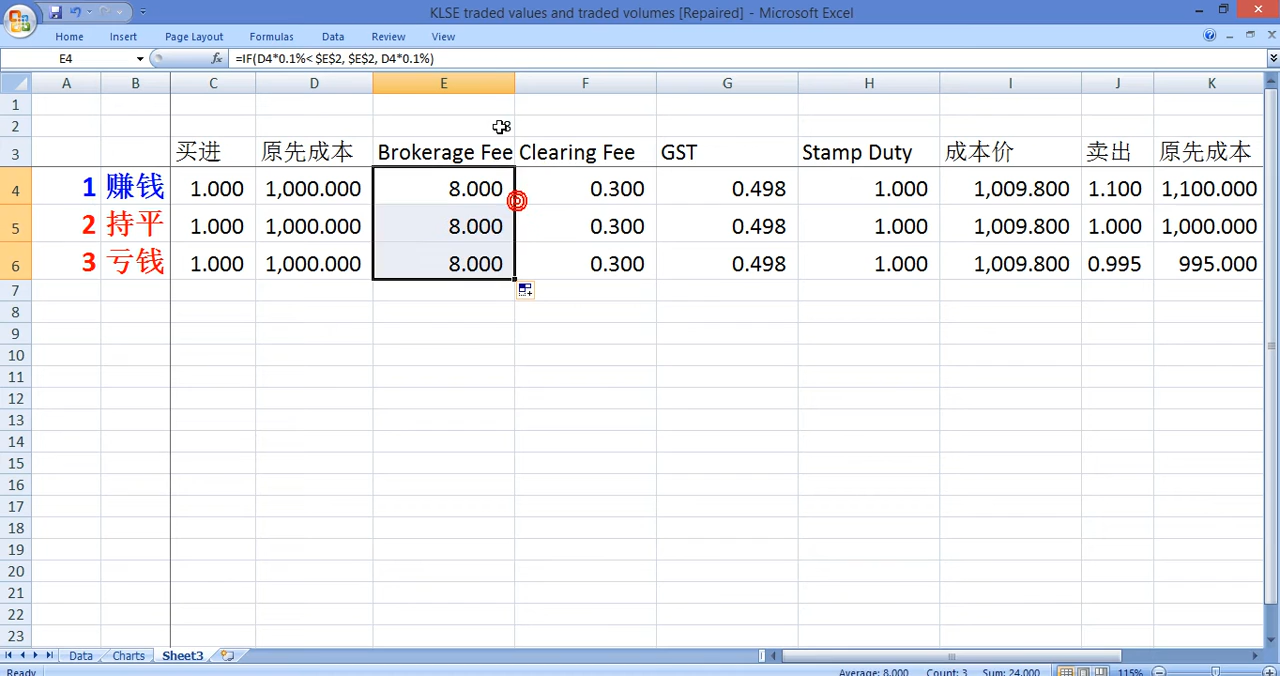 KLSE traded values and traded volumes [Repaired] - Microsoft Excel
Home Insert Page Layout Formulas Data Review View
E4 fx =IF(D4*0.1%< $E$2, $E$2, D4*0.1%)
A B C D E F G H I J K
1
2 8
3 买进 原先成本 Brokerage Fee Clearing Fee GST Stamp Duty 成本价 卖出 原先成本
4 1 赚钱 1.000 1,000.000 8.000 0.300 0.498 1.000 1,009.800 1.100 1,100.000
5 2 持平 1.000 1,000.000 8.000 0.300 0.498 1.000 1,009.800 1.000 1,000.000
6 3 亏钱 1.000 1,000.000 8.000 0.300 0.498 1.000 1,009.800 0.995 995.000
7
8
9
10
11
12
13
14
15
16
17
18
19
20
21
22
23
Data Charts Sheet3
Ready Average: 8.000 Count: 3 Sum: 24.000 115%